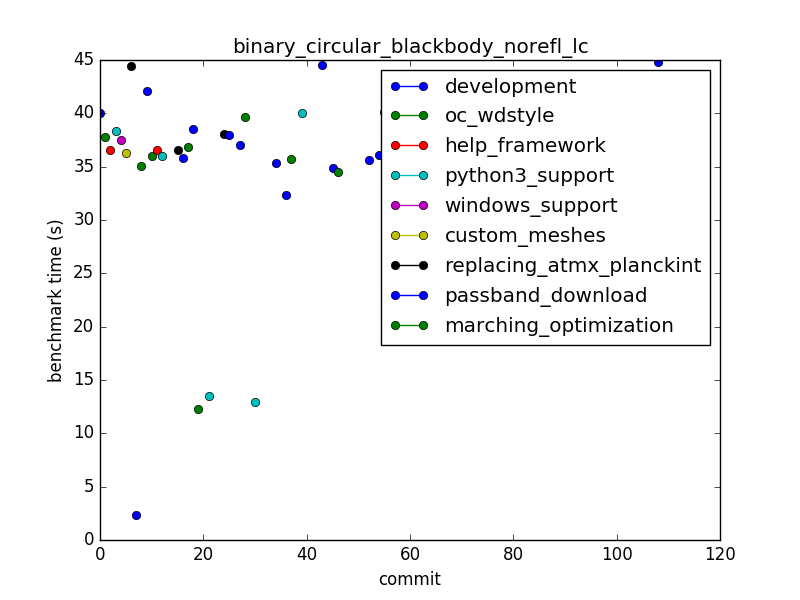 binary_circular_blackbody_norefl_lc
45
40
35
30
25
20
15
10
5
0
benchmark time (s)
development
oc_wdstyle
help_framework
python3_support
windows_support
custom_meshes
replacing_atmx_planckint
passband_download
marching_optimization
0 20 40 60 80 100 120
commit